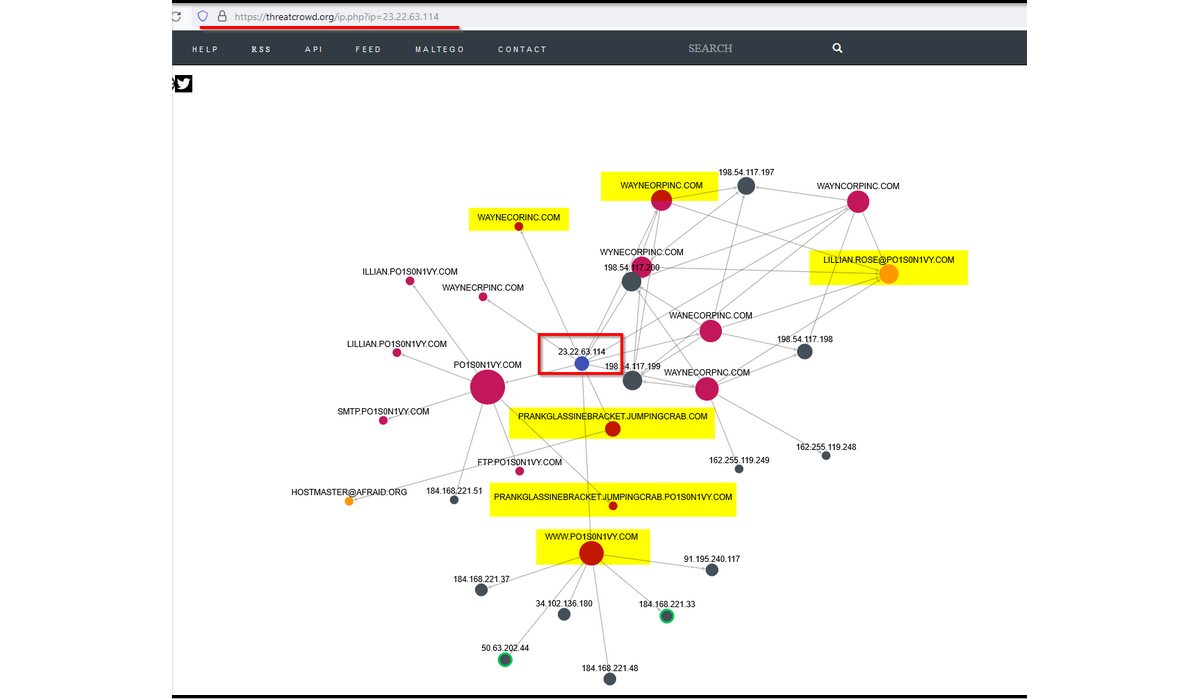 https://threatcrowd.org/ip.php?ip=23.22.63.114
HELP RSS API FEED MALTEGO CONTACT SEARCH
198.54.117.197
WAYNEORPINC.COM
WAYNCORPINC.COM
WAYNECORINC.COM
WYNECORPINC.COM
LILLIAN.ROSE@PO1S0N1VY.COM
198.54.117.200
ILLIAN.PO1S0N1VY.COM
WAYNECRPINC.COM
WANECORPINC.COM
198.54.117.198
LILLIAN.PO1S0N1VY.COM
23.22.63.114
PO1S0N1VY.COM
198.54.117.199
WAYNECORPNC.COM
SMTP.PO1S0N1VY.COM
PRANKGLASSINEBRACKET.JUMPINGCRAB.COM
162.255.119.248
FTP.PO1S0N1VY.COM
162.255.119.249
HOSTMASTER@AFRAID.ORG
184.168.221.51
PRANKGLASSINEBRACKET.JUMPINGCRAB.PO1S0N1VY.COM
WWW.PO1S0N1VY.COM
91.195.240.117
184.168.221.37
34.102.136.180
184.168.221.33
50.63.202.44
184.168.221.48